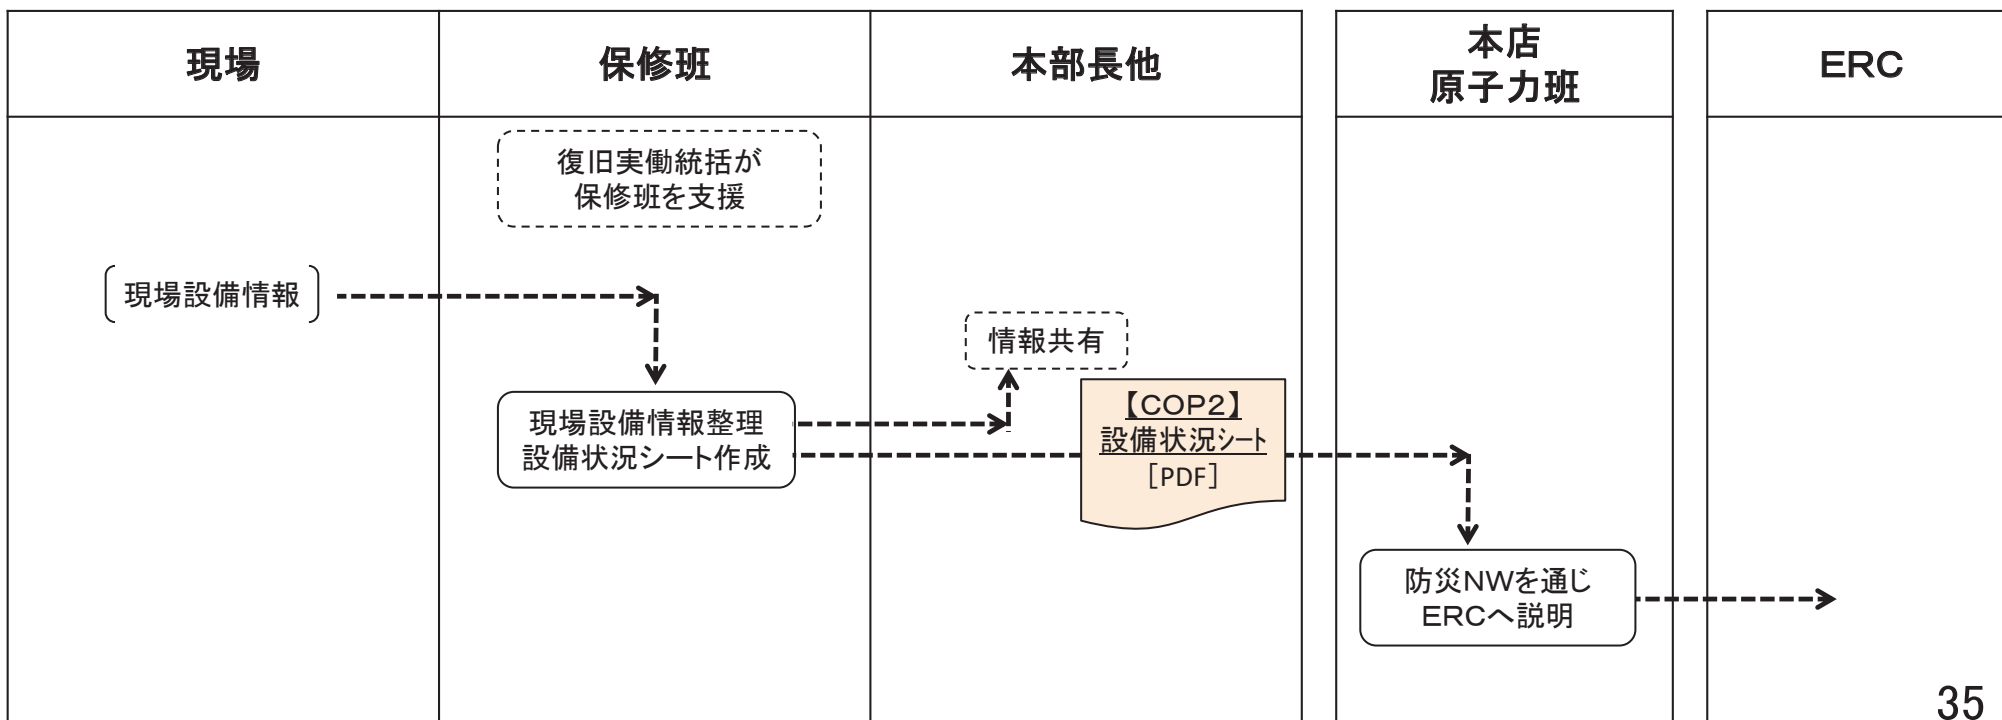 現場
保修班
本部長他
本店
原子力班
ERC
復旧実働統括が
保修班を支援
現場設備情報
情報共有
現場設備情報整理
設備状況シート作成
【COP2】
設備状況シート
［PDF］
防災NWを通じ
ERCへ説明
35